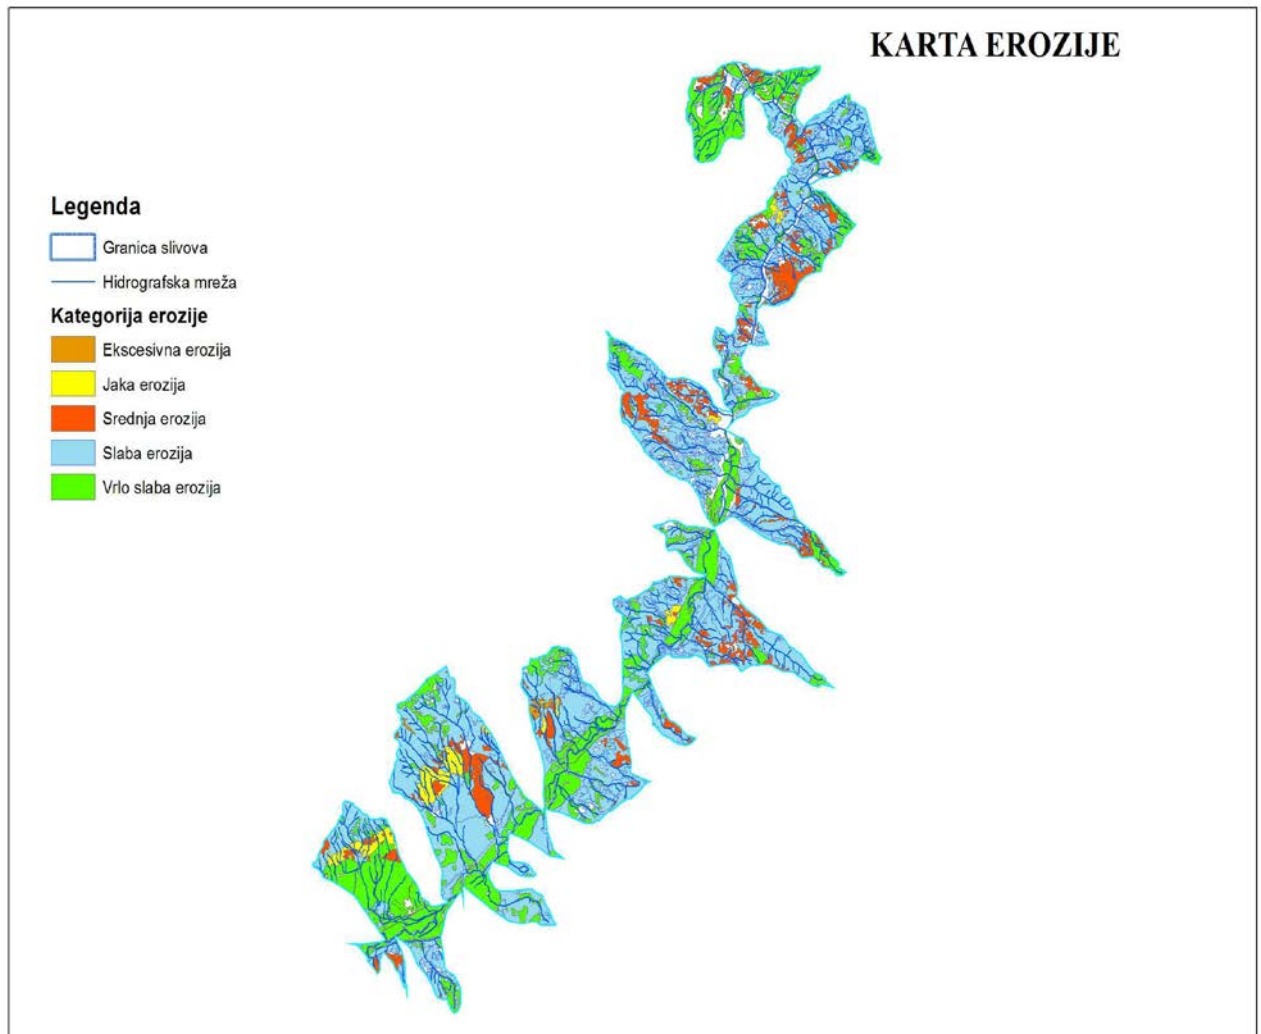 KARTA EROZIJE
Legenda
Granica slivova
Hidrografska mreža
Kategorija erozije
Ekscesivna erozija
Jaka erozija
Srednja erozija
Slaba erozija
Vrlo slaba erozija